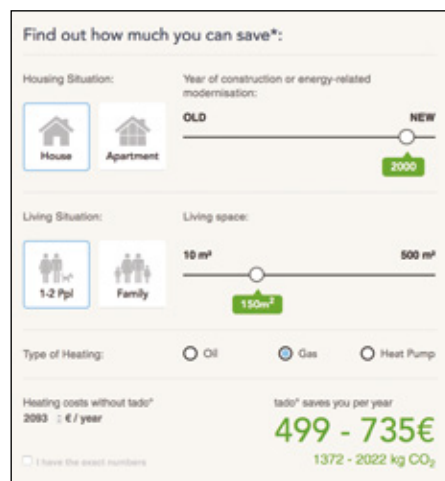 Find out how much you can save*:
Housing Situation:
Year of construction or energy-related
modernisation:
OLD NEW
House Apartment
2000
Living Situation:
Living space:
10 m² 500 m²
1-2 Ppl Family
150m²
Type of Heating:
Oil Gas Heat Pump
Heating costs without tado°
2093 : € / year
tado° saves you per year
499 - 735€
1372 - 2022 kg CO₂
I have the exact numbers